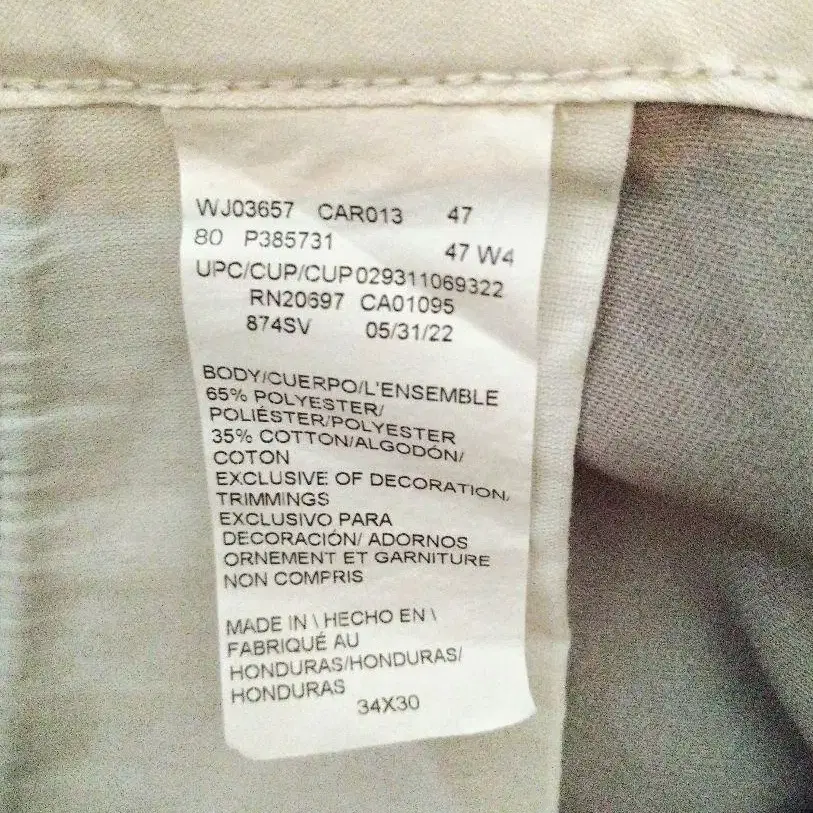 WJ03657 CAR013 47
80 P385731 47 W4
UPC/CUP/CUP 029311069322
RN20697 CA01095
874SV 05/31/22
BODY/CUERPO/L'ENSEMBLE
65% POLYESTER/
POLIÉSTER/POLYESTER
35% COTTON/ALGODÓN/
COTON
EXCLUSIVE OF DECORATION,
TRIMMINGS
EXCLUSIVO PARA
DECORACIÓN/ ADORNOS
ORNEMENT ET GARNITURE
NON COMPRIS
MADE IN \ HECHO EN \
FABRIQUÉ AU
HONDURAS/HONDURAS/
HONDURAS
34X30